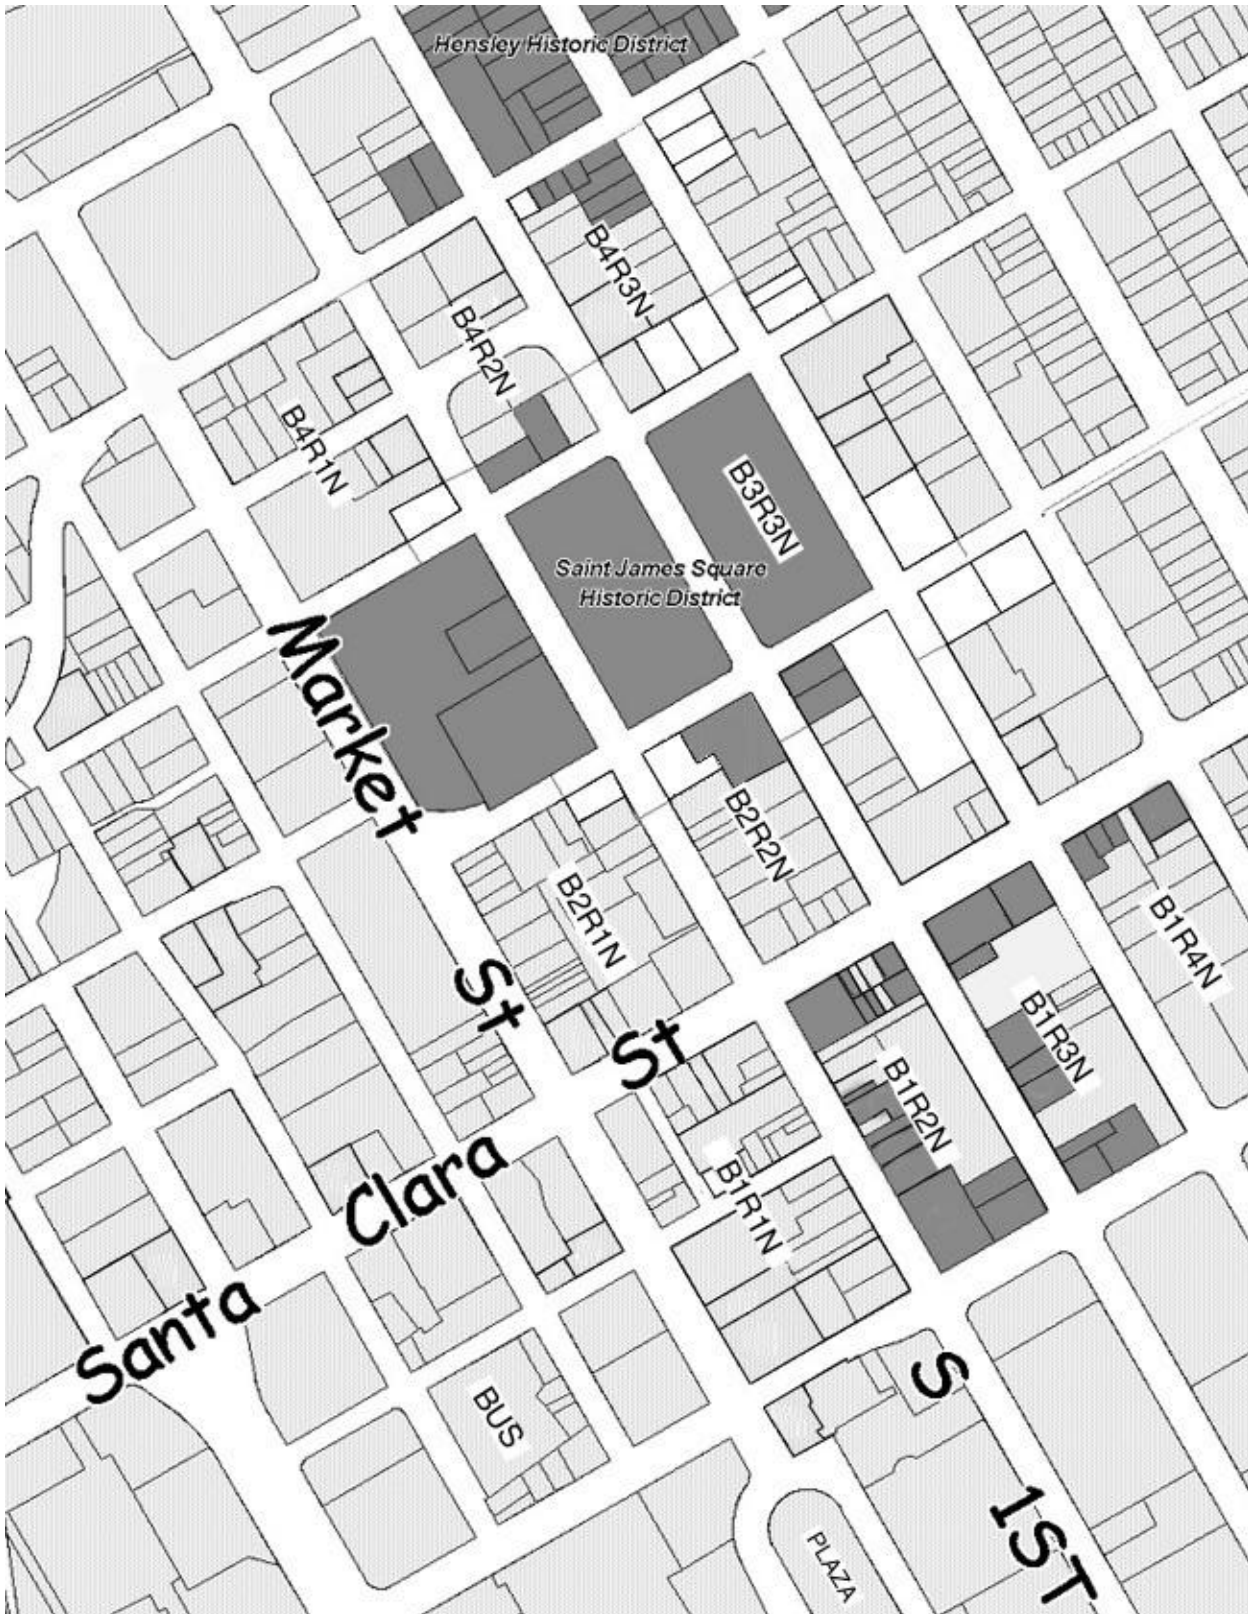 Hensley Historic District
B4R3N
B4R2N
B4R1N
B3R3N
Saint James Square
Historic District
Market
St
B2R2N
B2R1N
B1R4N
B1R3N
B1R2N
B1R1N
Santa
Clara
St
BUS
S
1ST
PLAZA